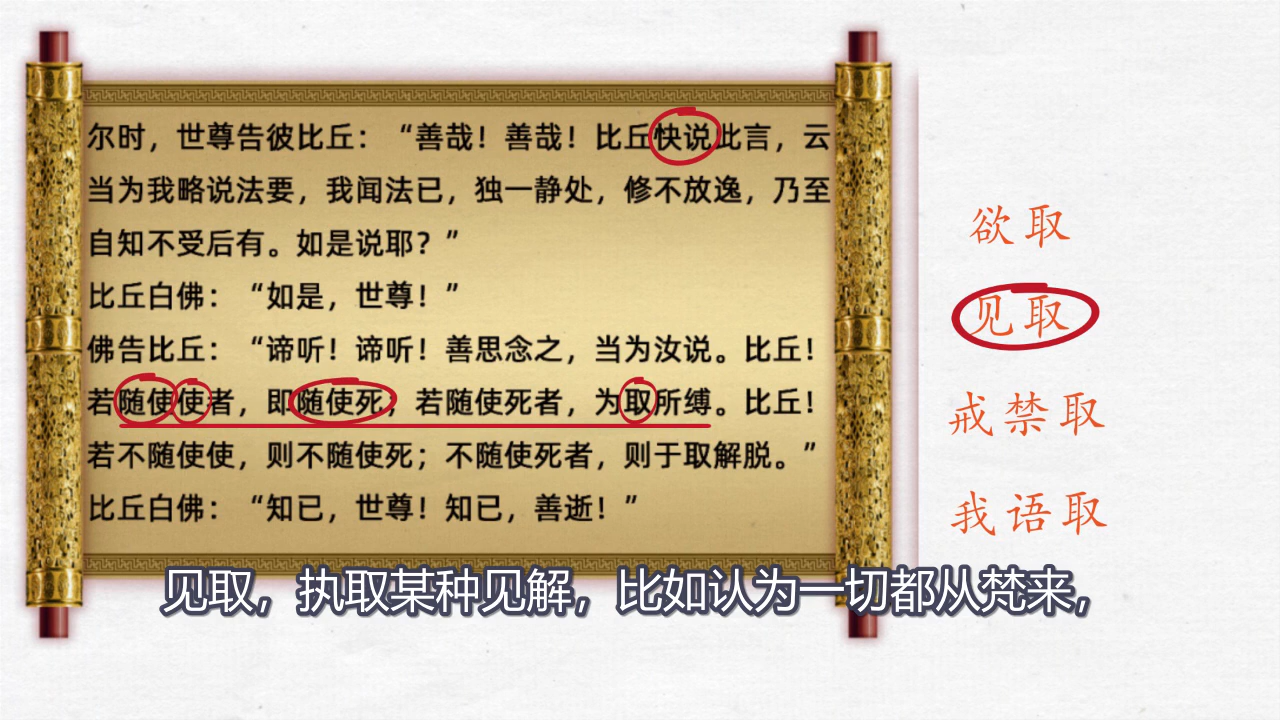 尔时，世尊告彼比丘：“善哉！善哉！比丘快说此言，云
当为我略说法要，我闻法已，独一静处，修不放逸，乃至
自知不受后有。如是说耶？”
比丘白佛：“如是，世尊！”
佛告比丘：“谛听！谛听！善思念之，当为汝说。比丘！
若随使使者，即随使死；若随使死者，为取所缚。比丘！
若不随使使，则不随使死；不随使死者，则于取解脱。”
比丘白佛：“知已，世尊！知已，善逝！”
欲取
见取
戒禁取
我语取
见取，执取某种见解，比如认为一切都从梵来，